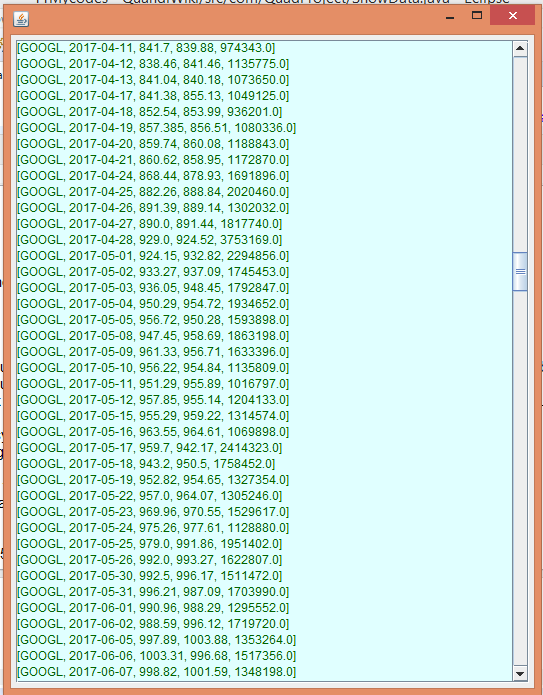 [GOOGL, 2017-04-11, 841.7, 839.88, 974343.0]
[GOOGL, 2017-04-12, 838.46, 841.46, 1135775.0]
[GOOGL, 2017-04-13, 841.04, 840.18, 1073650.0]
[GOOGL, 2017-04-17, 841.38, 855.13, 1049125.0]
[GOOGL, 2017-04-18, 852.54, 853.99, 936201.0]
[GOOGL, 2017-04-19, 857.385, 856.51, 1080336.0]
[GOOGL, 2017-04-20, 859.74, 860.08, 1188843.0]
[GOOGL, 2017-04-21, 860.62, 858.95, 1172870.0]
[GOOGL, 2017-04-24, 868.44, 878.93, 1691896.0]
[GOOGL, 2017-04-25, 882.26, 888.84, 2020460.0]
[GOOGL, 2017-04-26, 891.39, 889.14, 1302032.0]
[GOOGL, 2017-04-27, 890.0, 891.44, 1817740.0]
[GOOGL, 2017-04-28, 929.0, 924.52, 3753169.0]
[GOOGL, 2017-05-01, 924.15, 932.82, 2294856.0]
[GOOGL, 2017-05-02, 933.27, 937.09, 1745453.0]
[GOOGL, 2017-05-03, 936.05, 948.45, 1792847.0]
[GOOGL, 2017-05-04, 950.29, 954.72, 1934652.0]
[GOOGL, 2017-05-05, 956.72, 950.28, 1593898.0]
[GOOGL, 2017-05-08, 947.45, 958.69, 1863198.0]
[GOOGL, 2017-05-09, 961.33, 956.71, 1633396.0]
[GOOGL, 2017-05-10, 956.22, 954.84, 1135809.0]
[GOOGL, 2017-05-11, 951.29, 955.89, 1016797.0]
[GOOGL, 2017-05-12, 957.85, 955.14, 1204133.0]
[GOOGL, 2017-05-15, 955.29, 959.22, 1314574.0]
[GOOGL, 2017-05-16, 963.55, 964.61, 1069898.0]
[GOOGL, 2017-05-17, 959.7, 942.17, 2414323.0]
[GOOGL, 2017-05-18, 943.2, 950.5, 1758452.0]
[GOOGL, 2017-05-19, 952.82, 954.65, 1327354.0]
[GOOGL, 2017-05-22, 957.0, 964.07, 1305246.0]
[GOOGL, 2017-05-23, 969.96, 970.55, 1529617.0]
[GOOGL, 2017-05-24, 975.26, 977.61, 1128880.0]
[GOOGL, 2017-05-25, 979.0, 991.86, 1951402.0]
[GOOGL, 2017-05-26, 992.0, 993.27, 1622807.0]
[GOOGL, 2017-05-30, 992.5, 996.17, 1511472.0]
[GOOGL, 2017-05-31, 996.21, 987.09, 1703990.0]
[GOOGL, 2017-06-01, 990.96, 988.29, 1295552.0]
[GOOGL, 2017-06-02, 988.59, 996.12, 1719720.0]
[GOOGL, 2017-06-05, 997.89, 1003.88, 1353264.0]
[GOOGL, 2017-06-06, 1003.31, 996.68, 1517356.0]
[GOOGL, 2017-06-07, 998.82, 1001.59, 1348198.0]